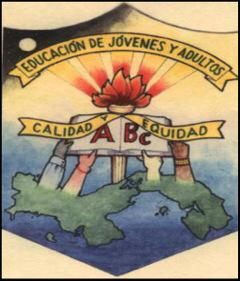 EDUCACIÓN DE JÓVENES Y ADULTOS
CALIDAD Y EQUIDAD
A Bc